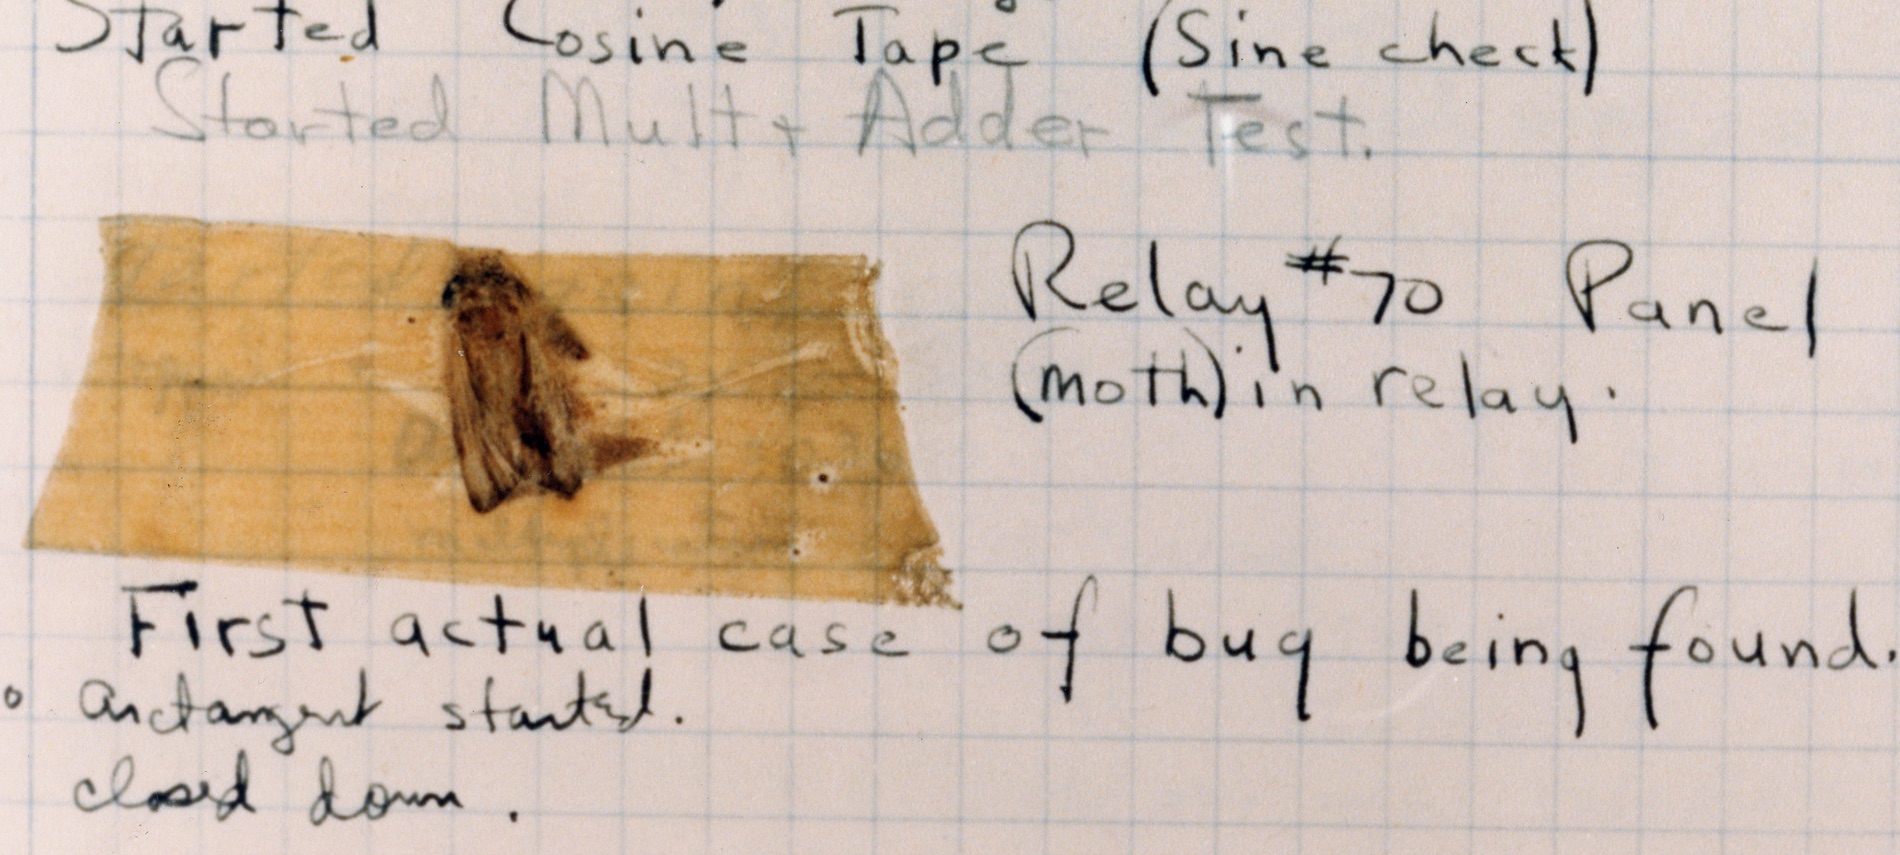 Started Cosine Tape (Sine check)
Started Mult + Adder Test.
Relay #70 Panel
(moth) in relay.
First actual case of bug being found.
arctangent started.
closed down.